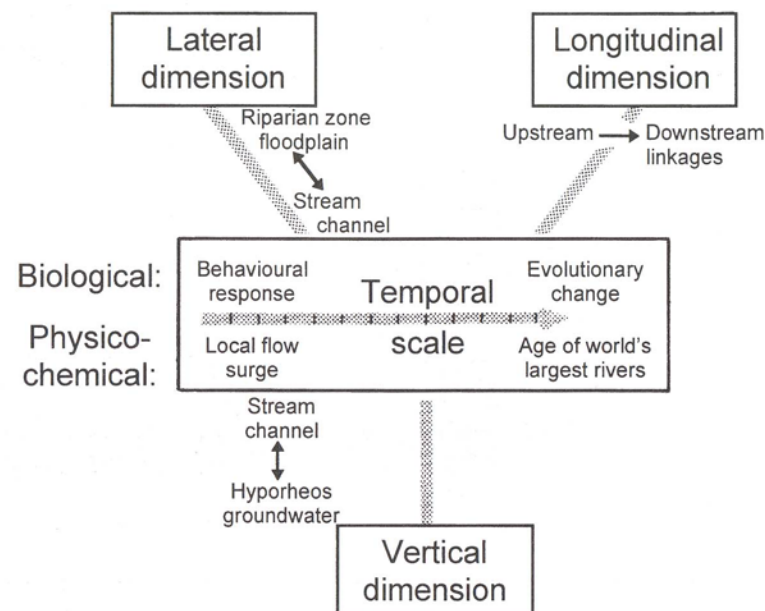 Lateral
dimension
Longitudinal
dimension
Riparian zone
floodplain
Stream
channel
Upstream
Downstream
linkages
Biological:
Physico-
chemical:
Behavioural
response
Temporal
scale
Evolutionary
change
Local flow
surge
Age of world's
largest rivers
Stream
channel
Hyporheos
groundwater
Vertical
dimension